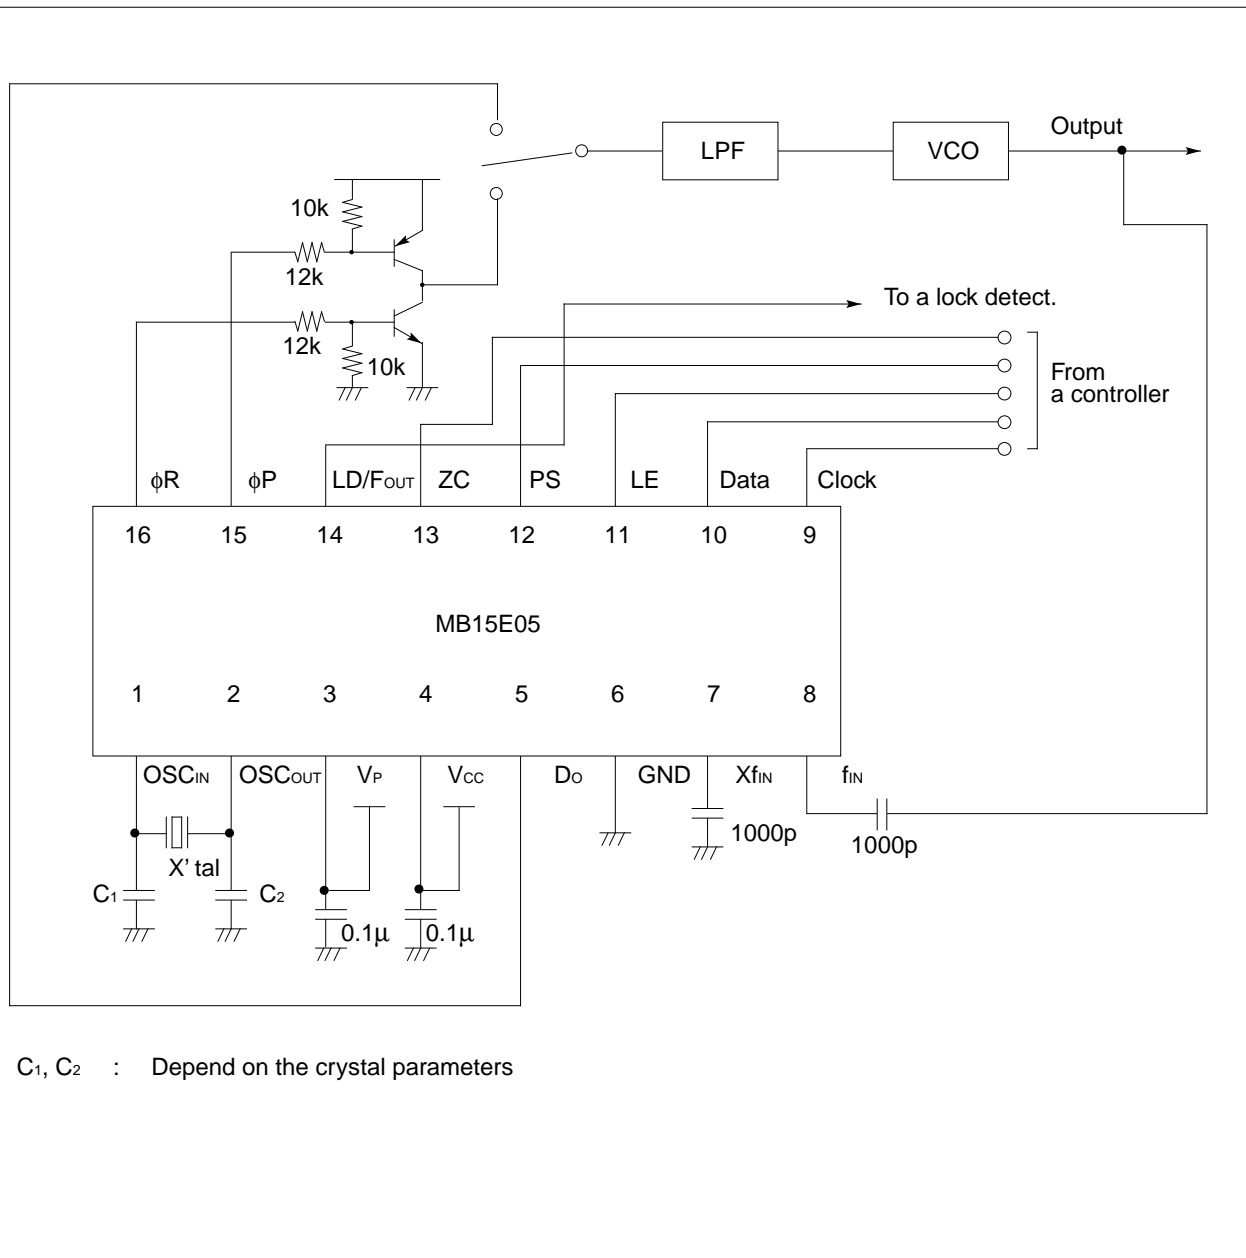 Output
LPF
VCO
10k
12k
To a lock detect.
12k
10k
From
a controller
ϕR ϕP LD/FOUT ZC PS LE Data Clock
16 15 14 13 12 11 10 9
MB15E05
1 2 3 4 5 6 7 8
OSCIN OSCOUT VP VCC DO GND XfIN fIN
1000p
1000p
X' tal
C1
C2
0.1µ
0.1µ
C1, C2 : Depend on the crystal parameters